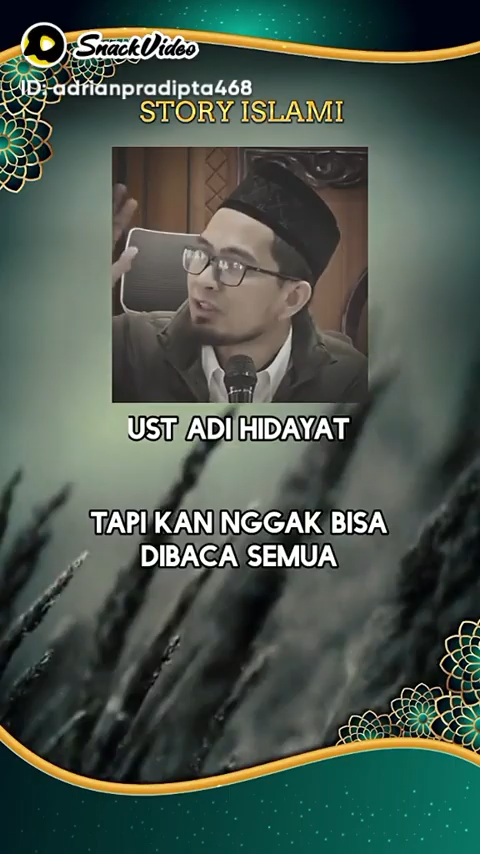 SnackVideo
ID: adrianpradipta468
STORY ISLAMI
UST ADI HIDAYAT
TAPI KAN NGGAK BISA
DIBACA SEMUA